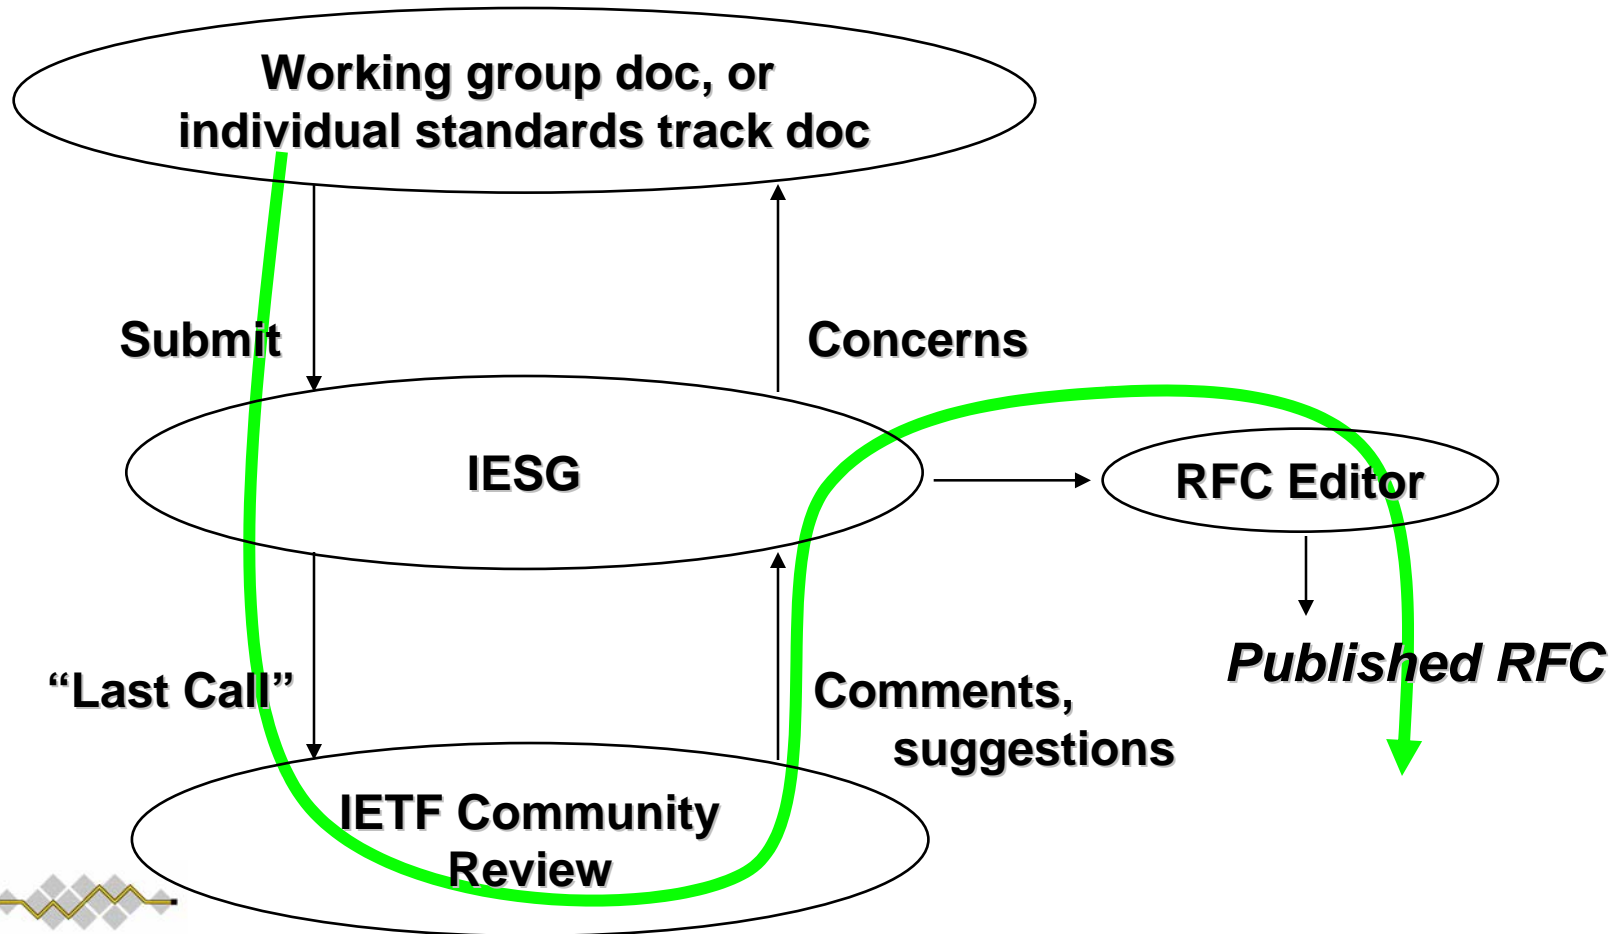 Working group doc, or
individual standards track doc
Submit
Concerns
IESG
RFC Editor
“Last Call”
Comments,
suggestions
Published RFC
IETF Community
Review